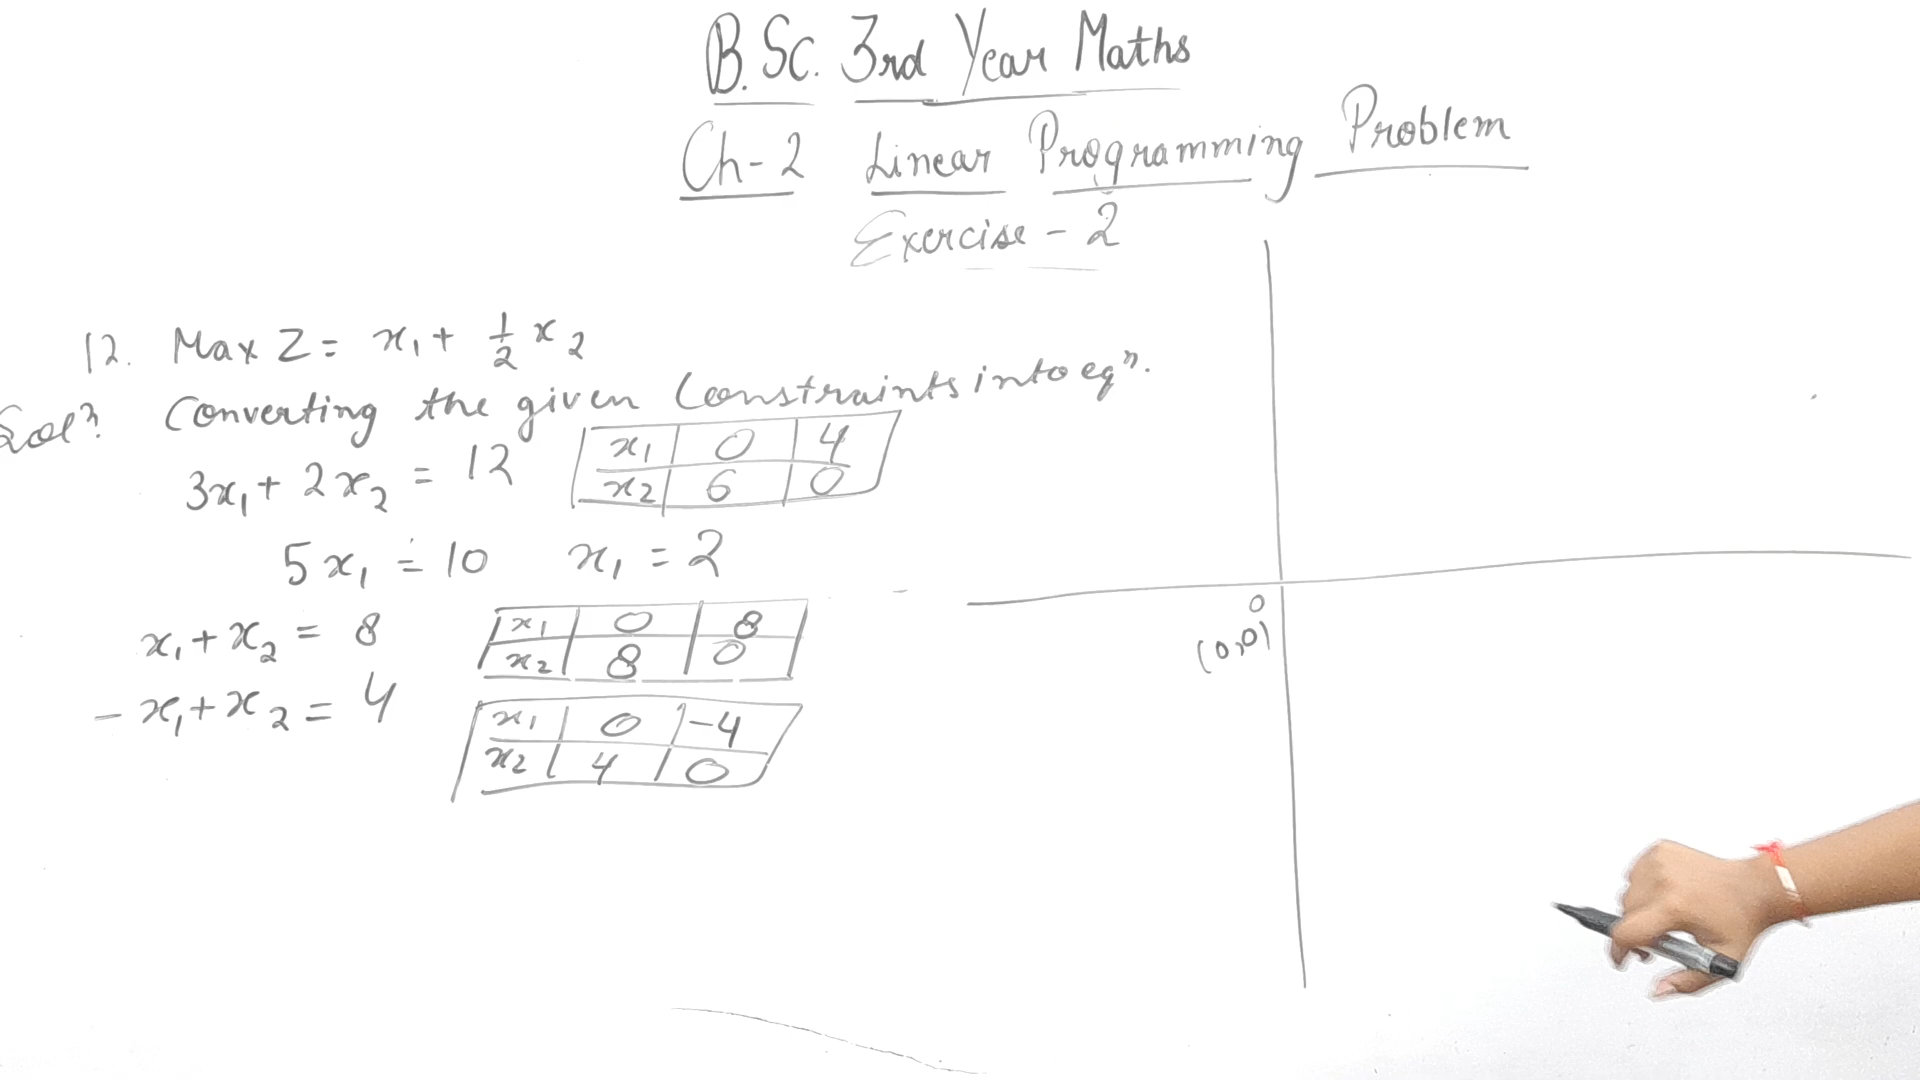 B.Sc. 3rd Year Maths
Ch-2 Linear Programming Problem
Exercise - 2
12. Max Z = x₁ + 1/2 x₂
Solⁿ. Converting the given Constraints into eqⁿ.
3x₁ + 2x₂ = 12
x₁ 0 4
x₂ 6 0
5x₁ = 10 x₁ = 2
x₁ + x₂ = 8
x₁ 0 8
x₂ 8 0
- x₁ + x₂ = 4
x₁ 0 -4
x₂ 4 0
0
(0,0)